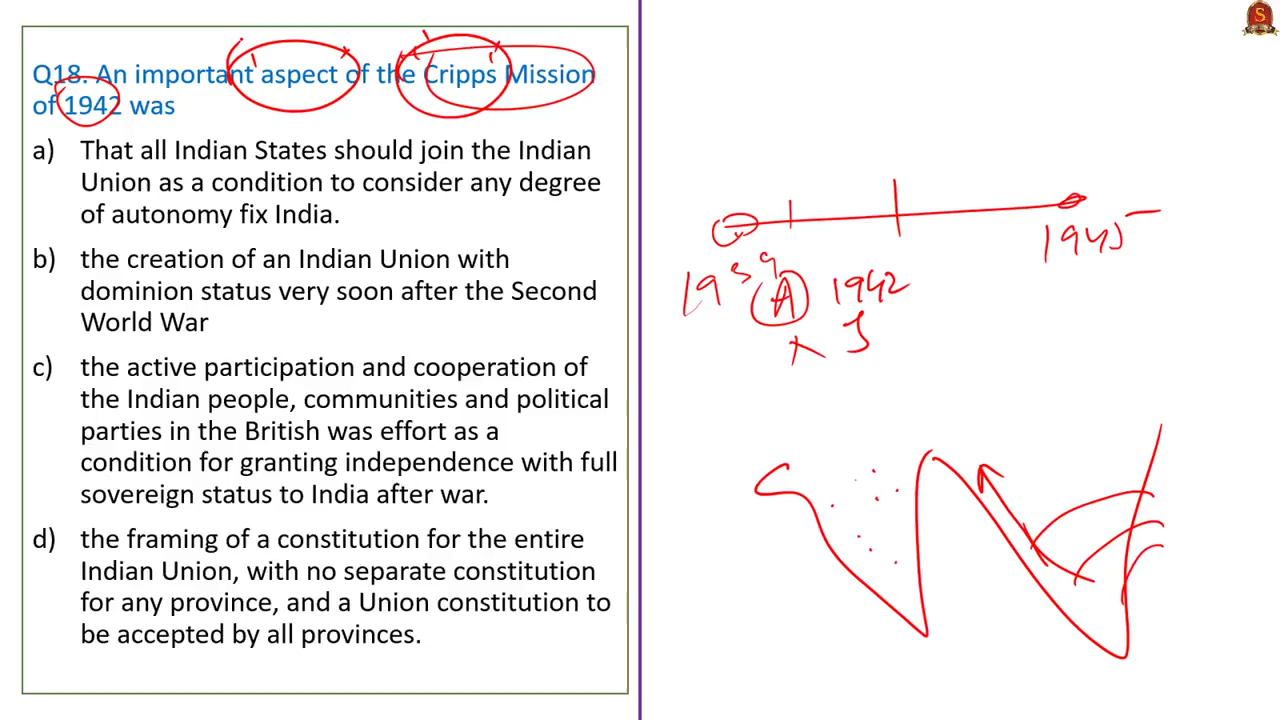 Q18. An important aspect of the Cripps Mission
of 1942 was
a) That all Indian States should join the Indian
Union as a condition to consider any degree
of autonomy fix India.
b) the creation of an Indian Union with
dominion status very soon after the Second
World War
c) the active participation and cooperation of
the Indian people, communities and political
parties in the British was effort as a
condition for granting independence with full
sovereign status to India after war.
d) the framing of a constitution for the entire
Indian Union, with no separate constitution
for any province, and a Union constitution to
be accepted by all provinces.
1939
A
1942
1945
S